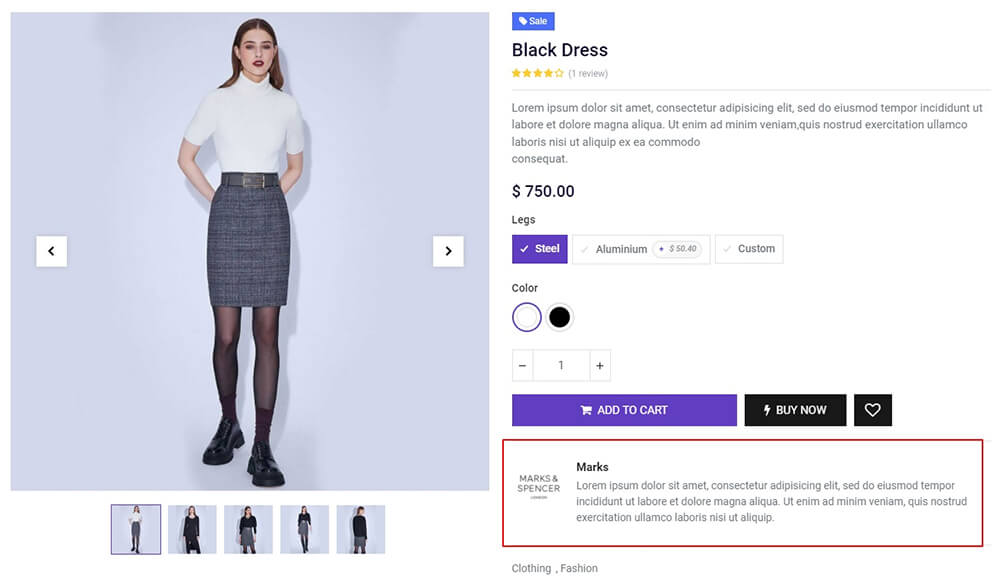 Sale
Black Dress
(1 review)
Lorem ipsum dolor sit amet, consectetur adipisicing elit, sed do eiusmod tempor incididunt ut
labore et dolore magna aliqua. Ut enim ad minim veniam,quis nostrud exercitation ullamco
laboris nisi ut aliquip ex ea commodo
consequat.
$ 750.00
Legs
Steel Aluminium + $ 50.40 Custom
Color
− 1 +
ADD TO CART BUY NOW
MARKS &
SPENCER
LONDON
Marks
Lorem ipsum dolor sit amet, consectetur adipisicing elit, sed do eiusmod tempor
incididunt ut labore et dolore magna aliqua. Ut enim ad minim veniam, quis nostrud
exercitation ullamco laboris nisi ut aliquip.
Clothing , Fashion